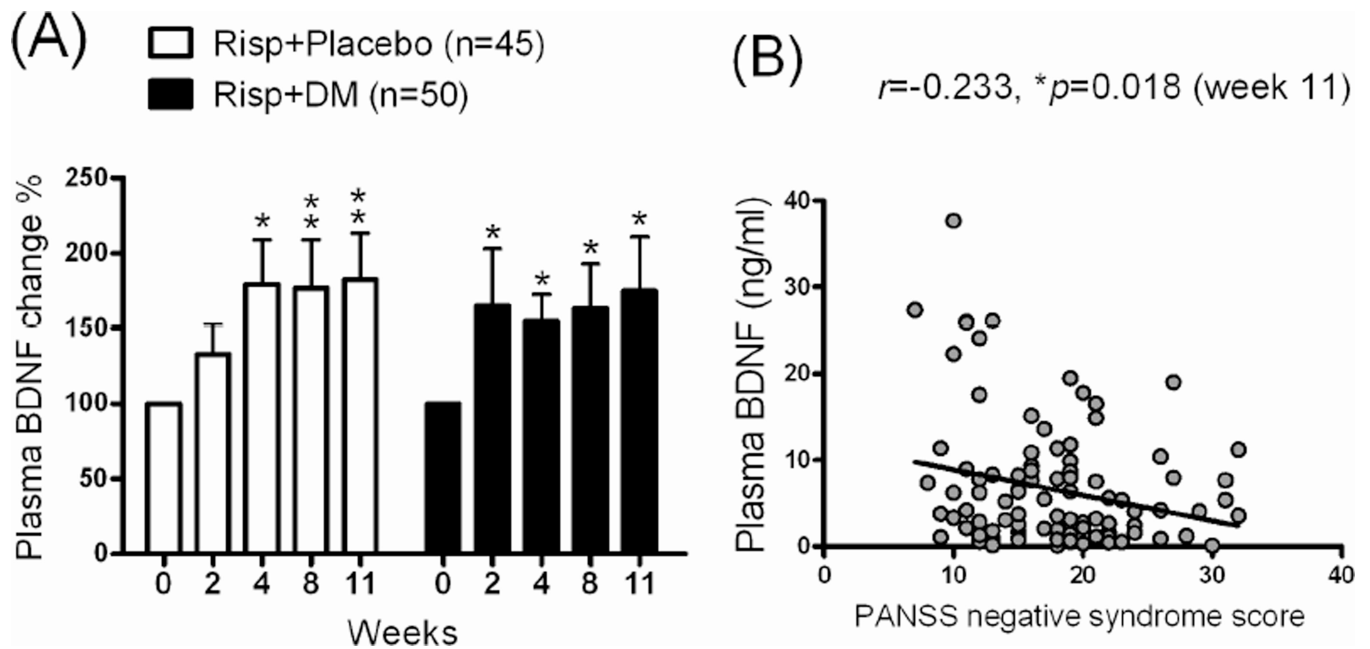 (A)
Risp+Placebo (n=45)
Risp+DM (n=50)
Plasma BDNF change %
250
200
150
100
50
0
* ** ** * * * *
0 2 4 8 11 0 2 4 8 11
Weeks
(B)
r=-0.233, *p=0.018 (week 11)
Plasma BDNF (ng/ml)
40
30
20
10
0
0 10 20 30 40
PANSS negative syndrome score